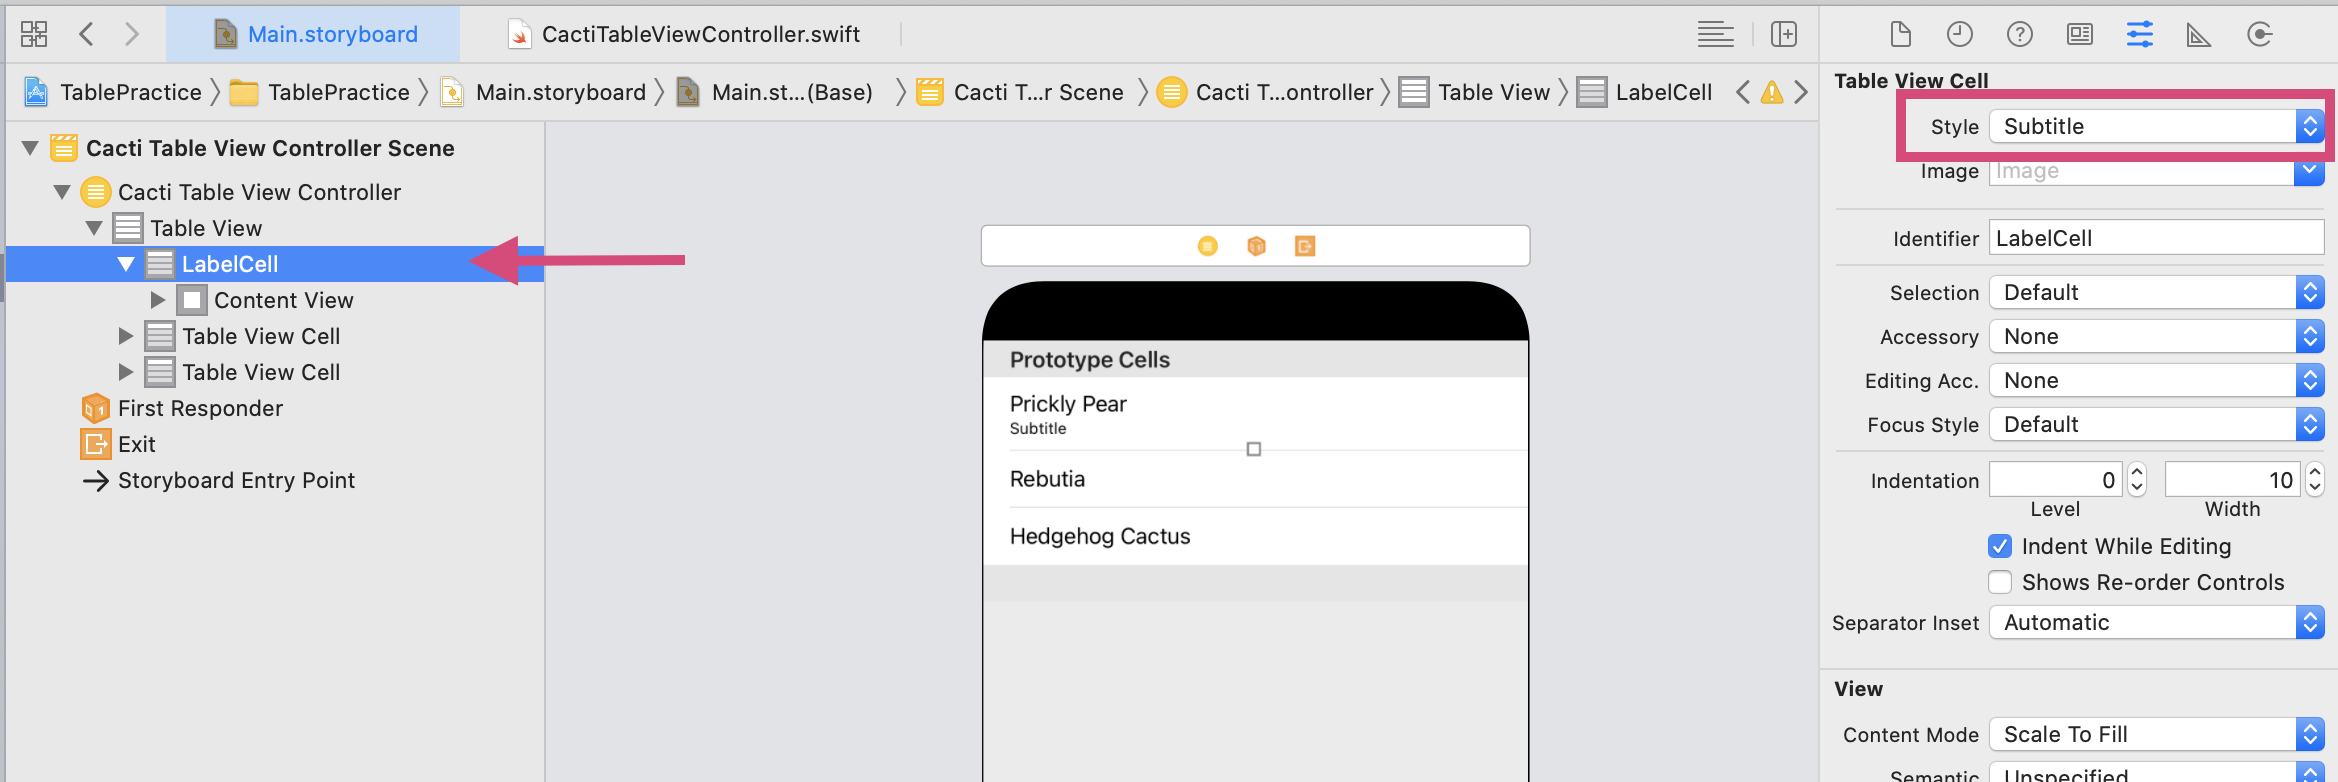 Main.storyboard
CactiTableViewController.swift
TablePractice
TablePractice
Main.storyboard
Main.st...(Base)
Cacti T...r Scene
Cacti T...ontroller
Table View
LabelCell
Cacti Table View Controller Scene
Cacti Table View Controller
Table View
LabelCell
Content View
Table View Cell
Table View Cell
First Responder
Exit
Storyboard Entry Point
Prototype Cells
Prickly Pear
Subtitle
Rebutia
Hedgehog Cactus
Table View Cell
Style Subtitle
Image Image
Identifier LabelCell
Selection Default
Accessory None
Editing Acc. None
Focus Style Default
Indentation 0 10
Level Width
Indent While Editing
Shows Re-order Controls
Separator Inset Automatic
View
Content Mode Scale To Fill
Semantic Unspecified